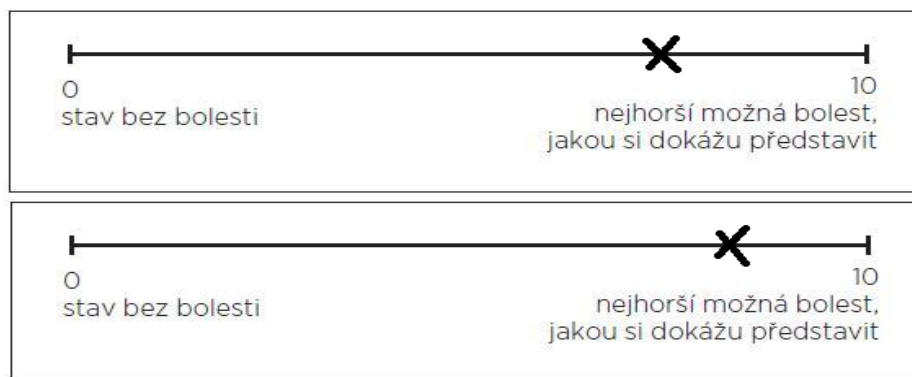 0 10
stav bez bolesti nejhorší možná bolest,
jakou si dokážu představit
0 10
stav bez bolesti nejhorší možná bolest,
jakou si dokážu představit